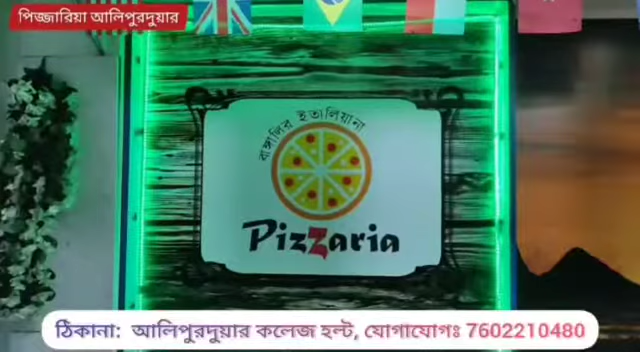 পিজ্জারিয়া আলিপুরদুয়ার
বাঙ্গালির ইতালিয়ানা
Pizzaria
ঠিকানা: আলিপুরদুয়ার কলেজ হল্ট, যোগাযোগঃ 7602210480